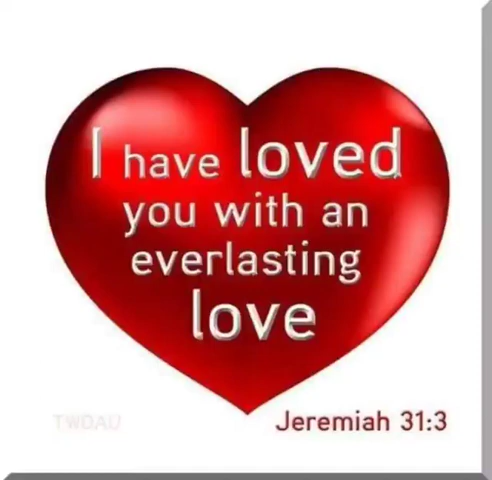 I have loved
you with an
everlasting
love
TWDAU
Jeremiah 31:3